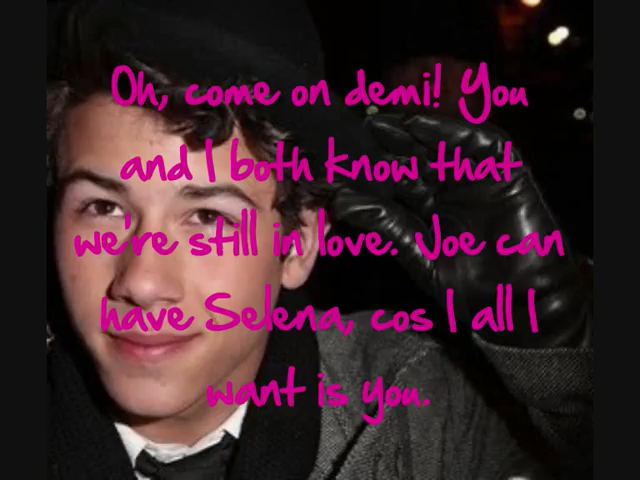 Oh, come on demi! You
and I both know that
we're still in love. Joe can
have Selena, cos I all I
want is you.